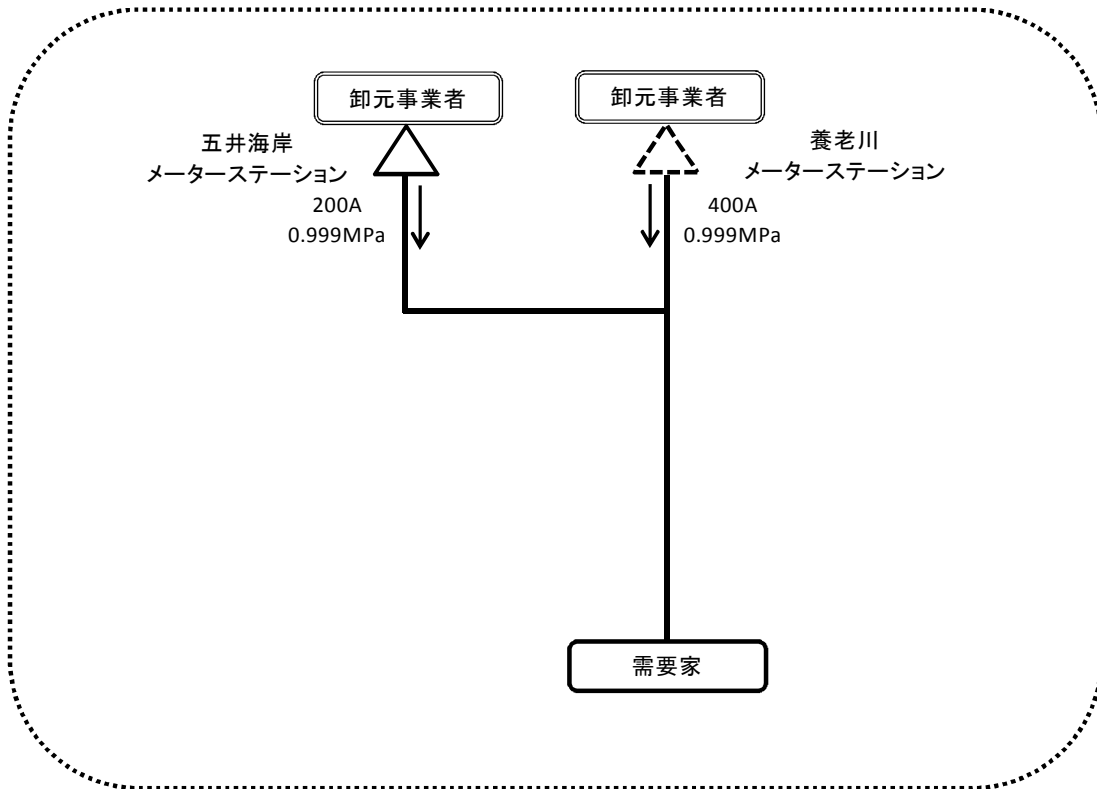 卸元事業者
卸元事業者
五井海岸
メーターステーション
養老川
メーターステーション
200A
0.999MPa
400A
0.999MPa
需要家